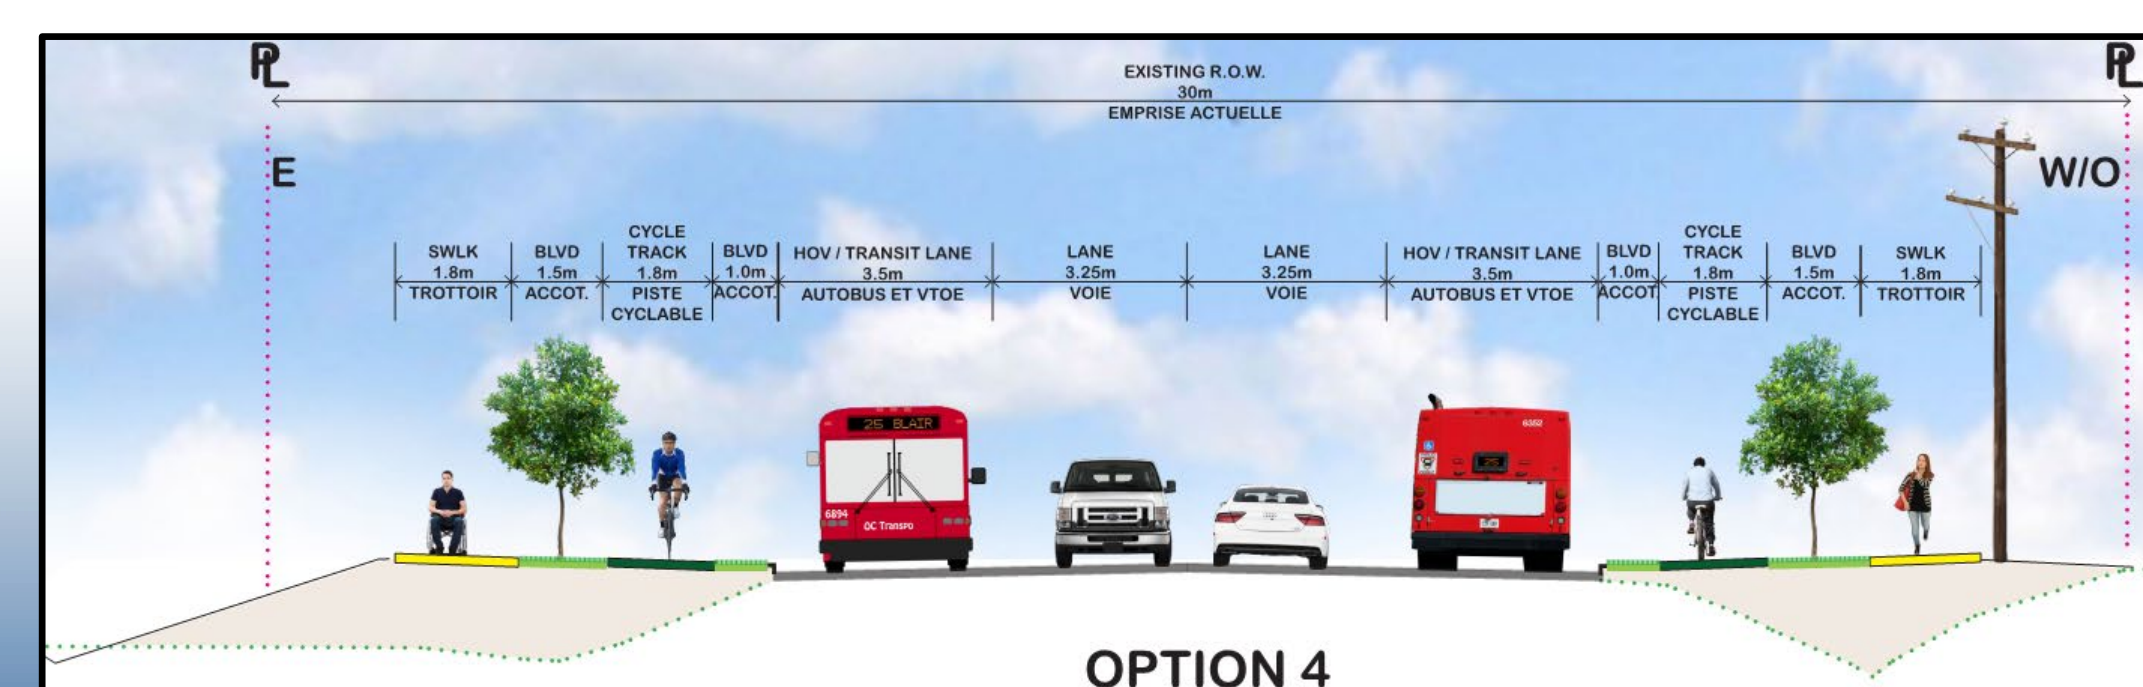 PL
PL
EXISTING R.O.W.
30m
EMPRISE ACTUELLE
E
W/O
SWLK
1.8m
TROTTOIR
BLVD
1.5m
ACCOT.
CYCLE
TRACK
1.8m
PISTE
CYCLABLE
BLVD
1.0m
ACCOT.
HOV / TRANSIT LANE
3.5m
AUTOBUS ET VTOE
LANE
3.25m
VOIE
LANE
3.25m
VOIE
HOV / TRANSIT LANE
3.5m
AUTOBUS ET VTOE
BLVD
1.0m
ACCOT
CYCLE
TRACK
1.8m
PISTE
CYCLABLE
BLVD
1.5m
ACCOT.
SWLK
1.8m
TROTTOIR
25 BLAIR
6894
OC Transpo
6352
25
OPTION 4